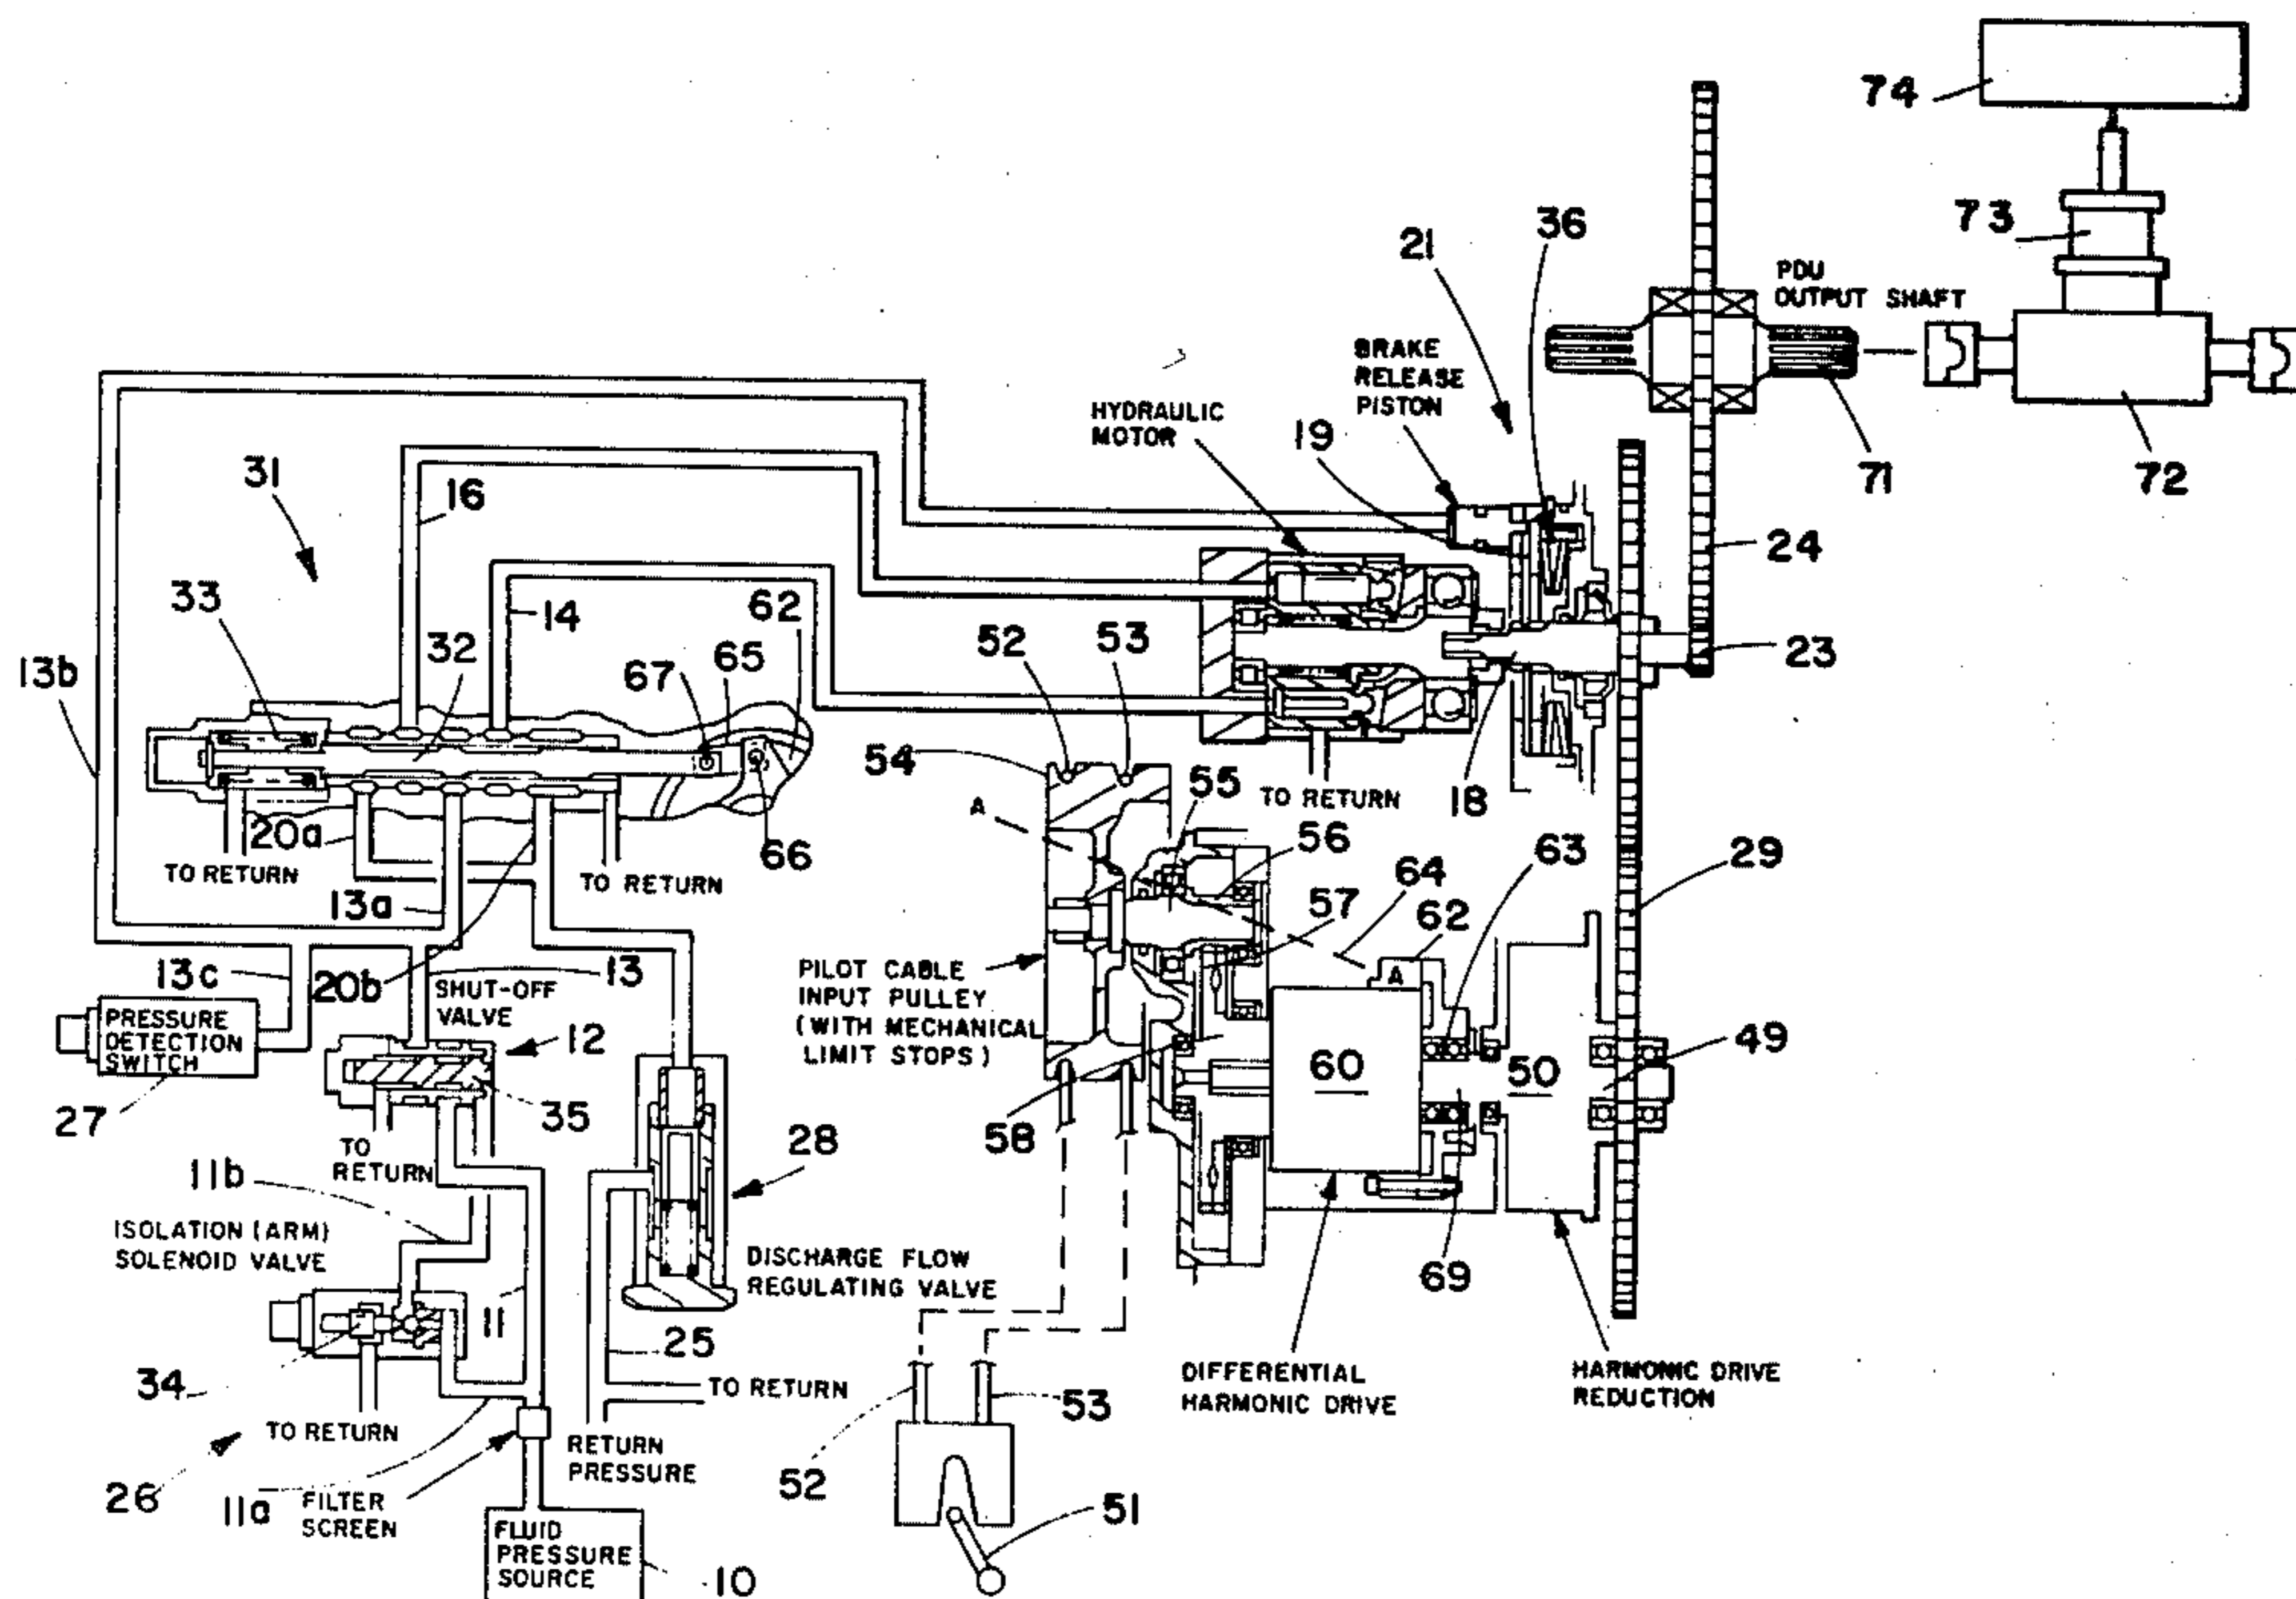 74
73
36
21
PDU
OUTPUT SHAFT
BRAKE
RELEASE
PISTON
HYDRAULIC
MOTOR
19
71
72
31
16
24
33
14
62
32
52
53
65
67
23
13b
54
55
18
A
TO RETURN
20a
66
56
63
29
TO RETURN
TO RETURN
64
57
62
13a
A
13c
20b
13
PILOT CABLE
INPUT PULLEY
(WITH MECHANICAL
LIMIT STOPS)
SHUT-OFF
VALVE
PRESSURE
DETECTION
SWITCH
12
60
50
49
27
35
58
28
TO
RETURN
11b
ISOLATION (ARM)
SOLENOID VALVE
DISCHARGE FLOW
REGULATING VALVE
69
11
25
34
TO RETURN
DIFFERENTIAL
HARMONIC DRIVE
HARMONIC DRIVE
REDUCTION
53
TO RETURN
RETURN
PRESSURE
52
26
11a
FILTER
SCREEN
51
FLUID
PRESSURE
SOURCE
10